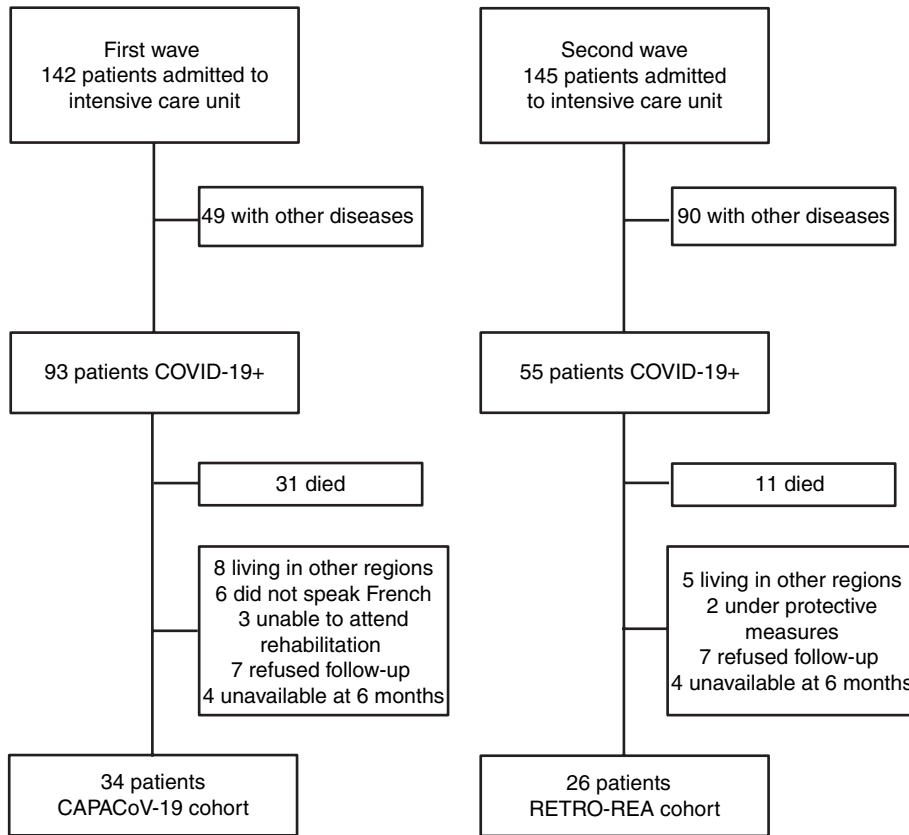 First wave
142 patients admitted to
intensive care unit
49 with other diseases
93 patients COVID-19+
31 died
8 living in other regions
6 did not speak French
3 unable to attend
rehabilitation
7 refused follow-up
4 unavailable at 6 months
34 patients
CAPACoV-19 cohort
Second wave
145 patients admitted
to intensive care unit
90 with other diseases
55 patients COVID-19+
11 died
5 living in other regions
2 under protective
measures
7 refused follow-up
4 unavailable at 6 months
26 patients
RETRO-REA cohort